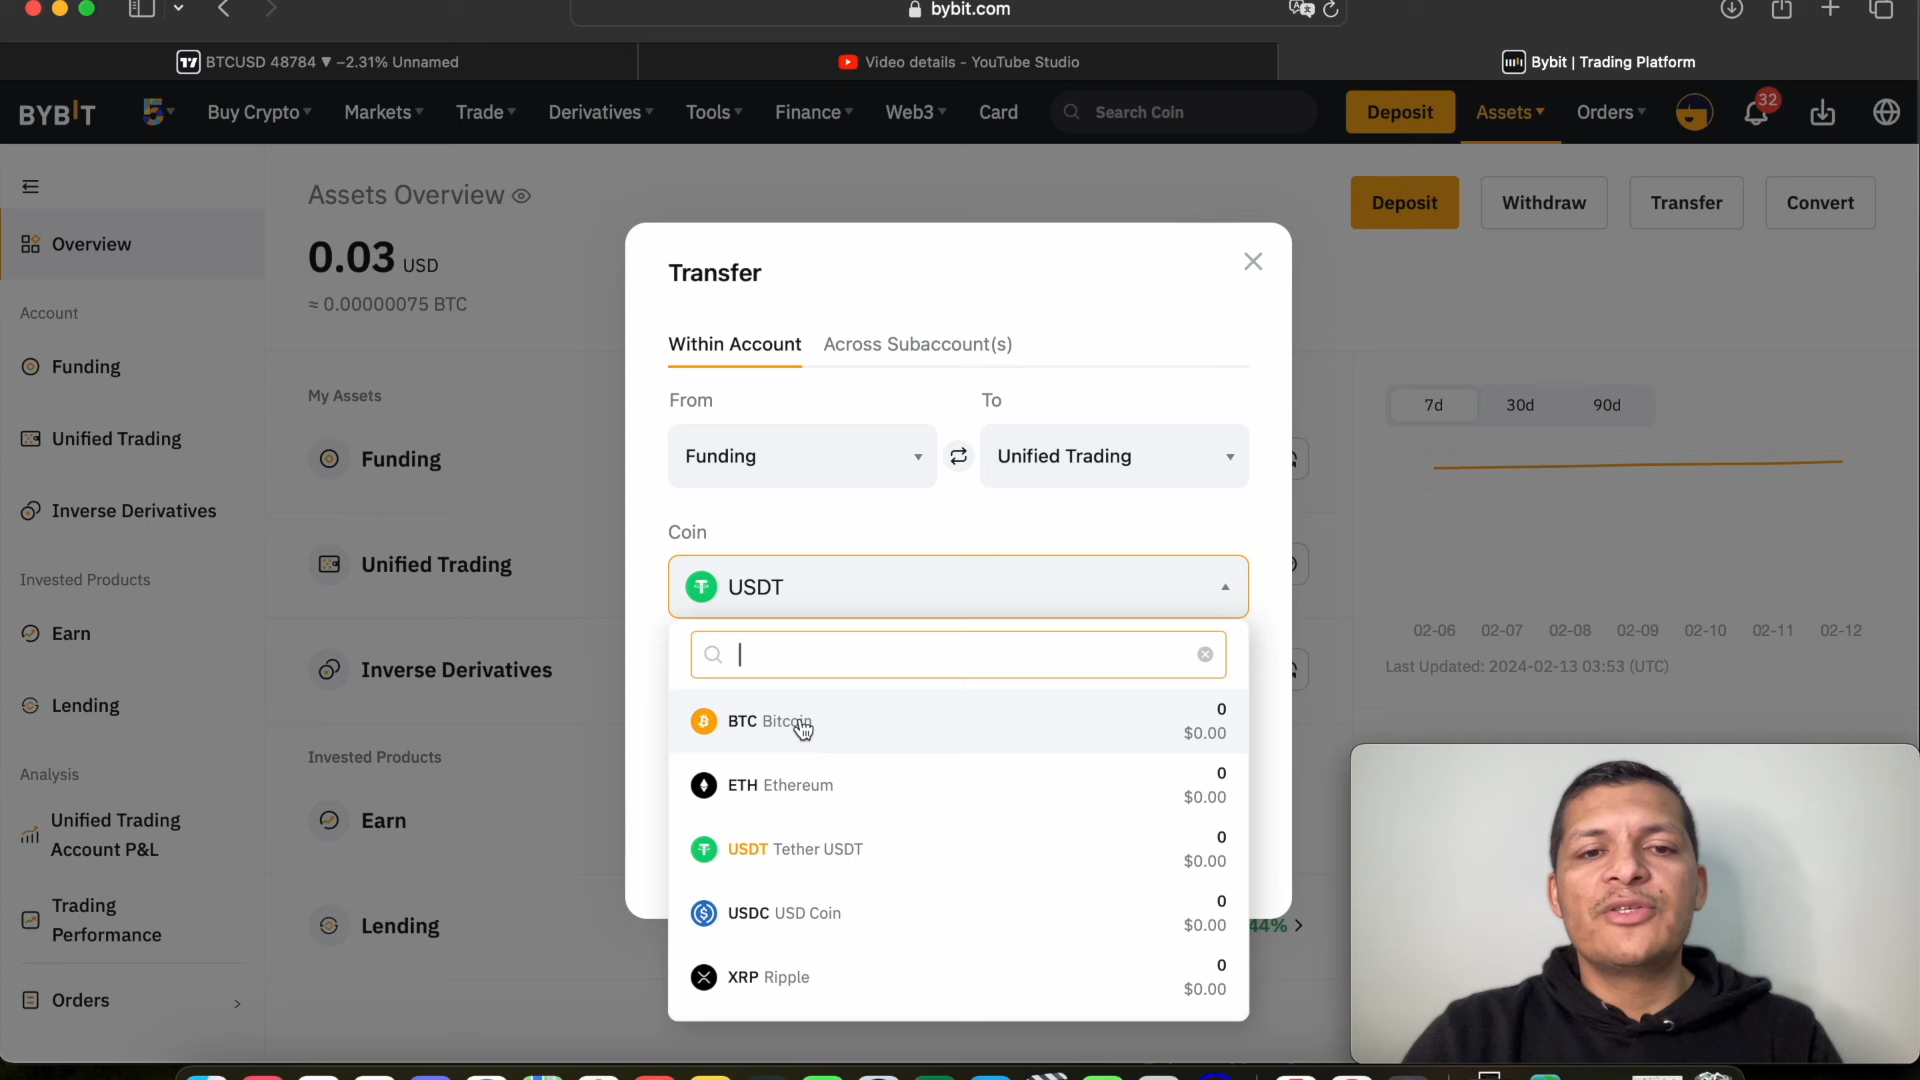 bybit.com
BTCUSD 48784 ▼ −2.31% Unnamed
Video details - YouTube Studio
Bybit | Trading Platform
BYBIT
Buy Crypto
Markets
Trade
Derivatives
Tools
Finance
Web3
Card
Search Coin
Deposit
Assets
Orders
32
Assets Overview
Deposit
Withdraw
Transfer
Convert
0.03 USD
≈ 0.00000075 BTC
Overview
Account
Funding
Unified Trading
Inverse Derivatives
Invested Products
Earn
Lending
Analysis
Unified Trading
Account P&L
Trading
Performance
Orders
My Assets
Funding
Unified Trading
Inverse Derivatives
Invested Products
Earn
Lending
44%
Transfer
Within Account
Across Subaccount(s)
From
To
Funding
Unified Trading
Coin
USDT
BTC Bitcoin
0
$0.00
ETH Ethereum
0
$0.00
USDT Tether USDT
0
$0.00
USDC USD Coin
0
$0.00
XRP Ripple
0
$0.00
7d
30d
90d
02-06 02-07 02-08 02-09 02-10 02-11 02-12
Last Updated: 2024-02-13 03:53 (UTC)